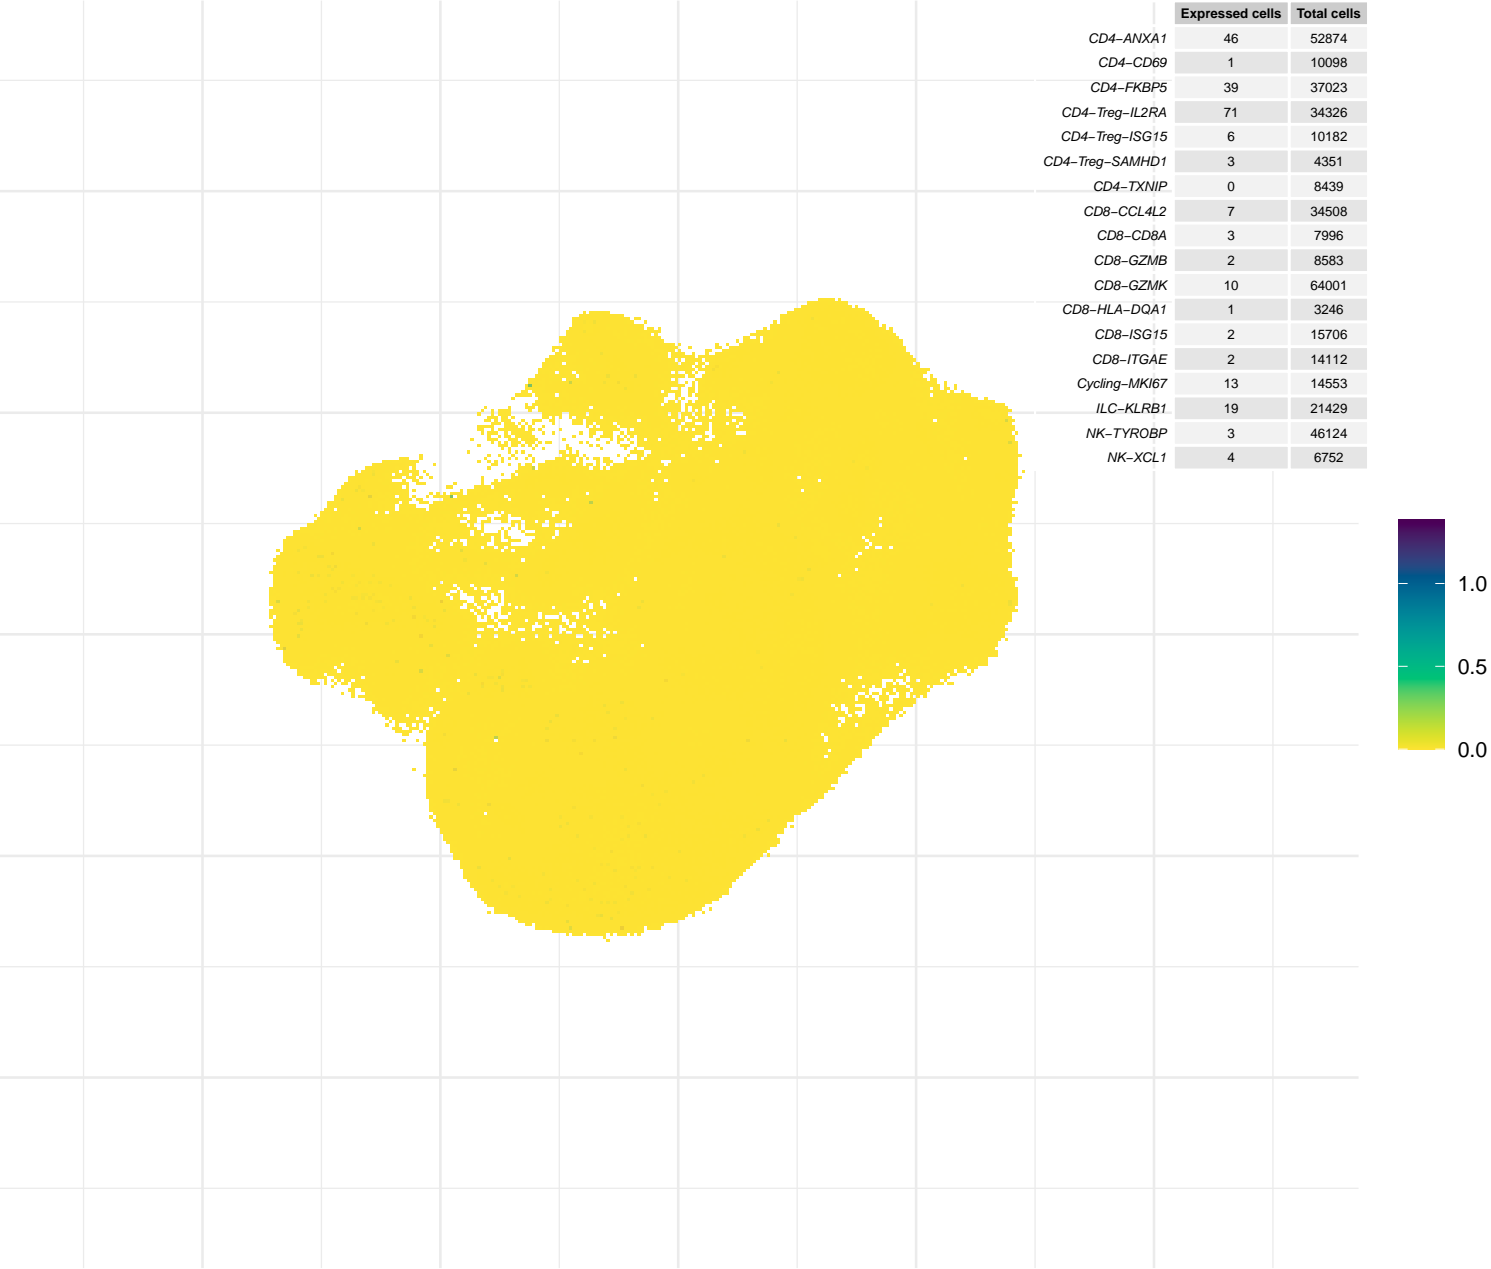 Expressed cells Total cells
CD4−ANXA1 46 52874
CD4−CD69 1 10098
CD4−FKBP5 39 37023
CD4−Treg−IL2RA 71 34326
CD4−Treg−ISG15 6 10182
CD4−Treg−SAMHD1 3 4351
CD4−TXNIP 0 8439
CD8−CCL4L2 7 34508
CD8−CD8A 3 7996
CD8−GZMB 2 8583
CD8−GZMK 10 64001
CD8−HLA−DQA1 1 3246
CD8−ISG15 2 15706
CD8−ITGAE 2 14112
Cycling−MKI67 13 14553
ILC−KLRB1 19 21429
NK−TYROBP 3 46124
NK−XCL1 4 6752
1.0
0.5
0.0